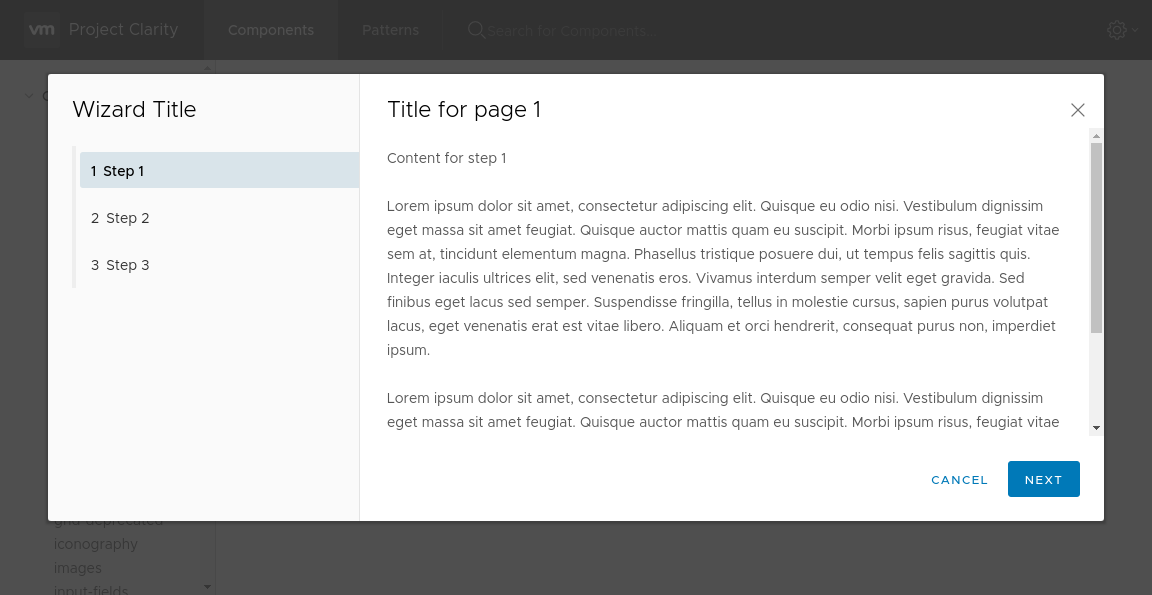 vm Project Clarity Components Patterns Search for Components...
Wizard Title
1 Step 1
2 Step 2
3 Step 3
Title for page 1
Content for step 1
Lorem ipsum dolor sit amet, consectetur adipiscing elit. Quisque eu odio nisi. Vestibulum dignissim
eget massa sit amet feugiat. Quisque auctor mattis quam eu suscipit. Morbi ipsum risus, feugiat vitae
sem at, tincidunt elementum magna. Phasellus tristique posuere dui, ut tempus felis sagittis quis.
Integer iaculis ultrices elit, sed venenatis eros. Vivamus interdum semper velit eget gravida. Sed
finibus eget lacus sed semper. Suspendisse fringilla, tellus in molestie cursus, sapien purus volutpat
lacus, eget venenatis erat est vitae libero. Aliquam et orci hendrerit, consequat purus non, imperdiet
ipsum.
Lorem ipsum dolor sit amet, consectetur adipiscing elit. Quisque eu odio nisi. Vestibulum dignissim
eget massa sit amet feugiat. Quisque auctor mattis quam eu suscipit. Morbi ipsum risus, feugiat vitae
CANCEL NEXT
grid-deprecated
iconography
images
input-fields